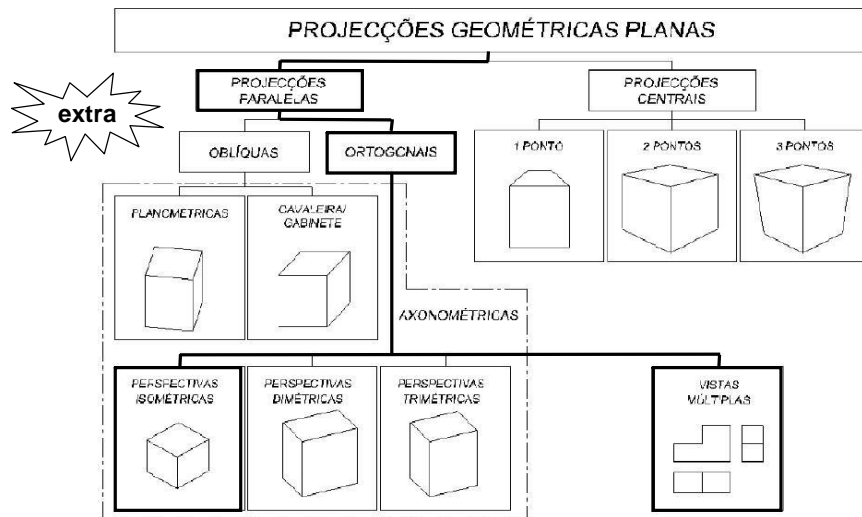 PROJECÇÕES GEOMÉTRICAS PLANAS
extra
PROJECÇÕES
PARALELAS
PROJECÇÕES
CENTRAIS
OBLÍQUAS
ORTOGONAIS
1 PONTO
2 PONTOS
3 PONTOS
PLANOMÉTRICAS
CAVALEIRA/
GABINETE
AXONOMÉTRICAS
PERSPECTIVAS
ISOMÉTRICAS
PERSPECTIVAS
DIMÉTRICAS
PERSPECTIVAS
TRIMÉTRICAS
VISTAS
MÚLTIPLAS